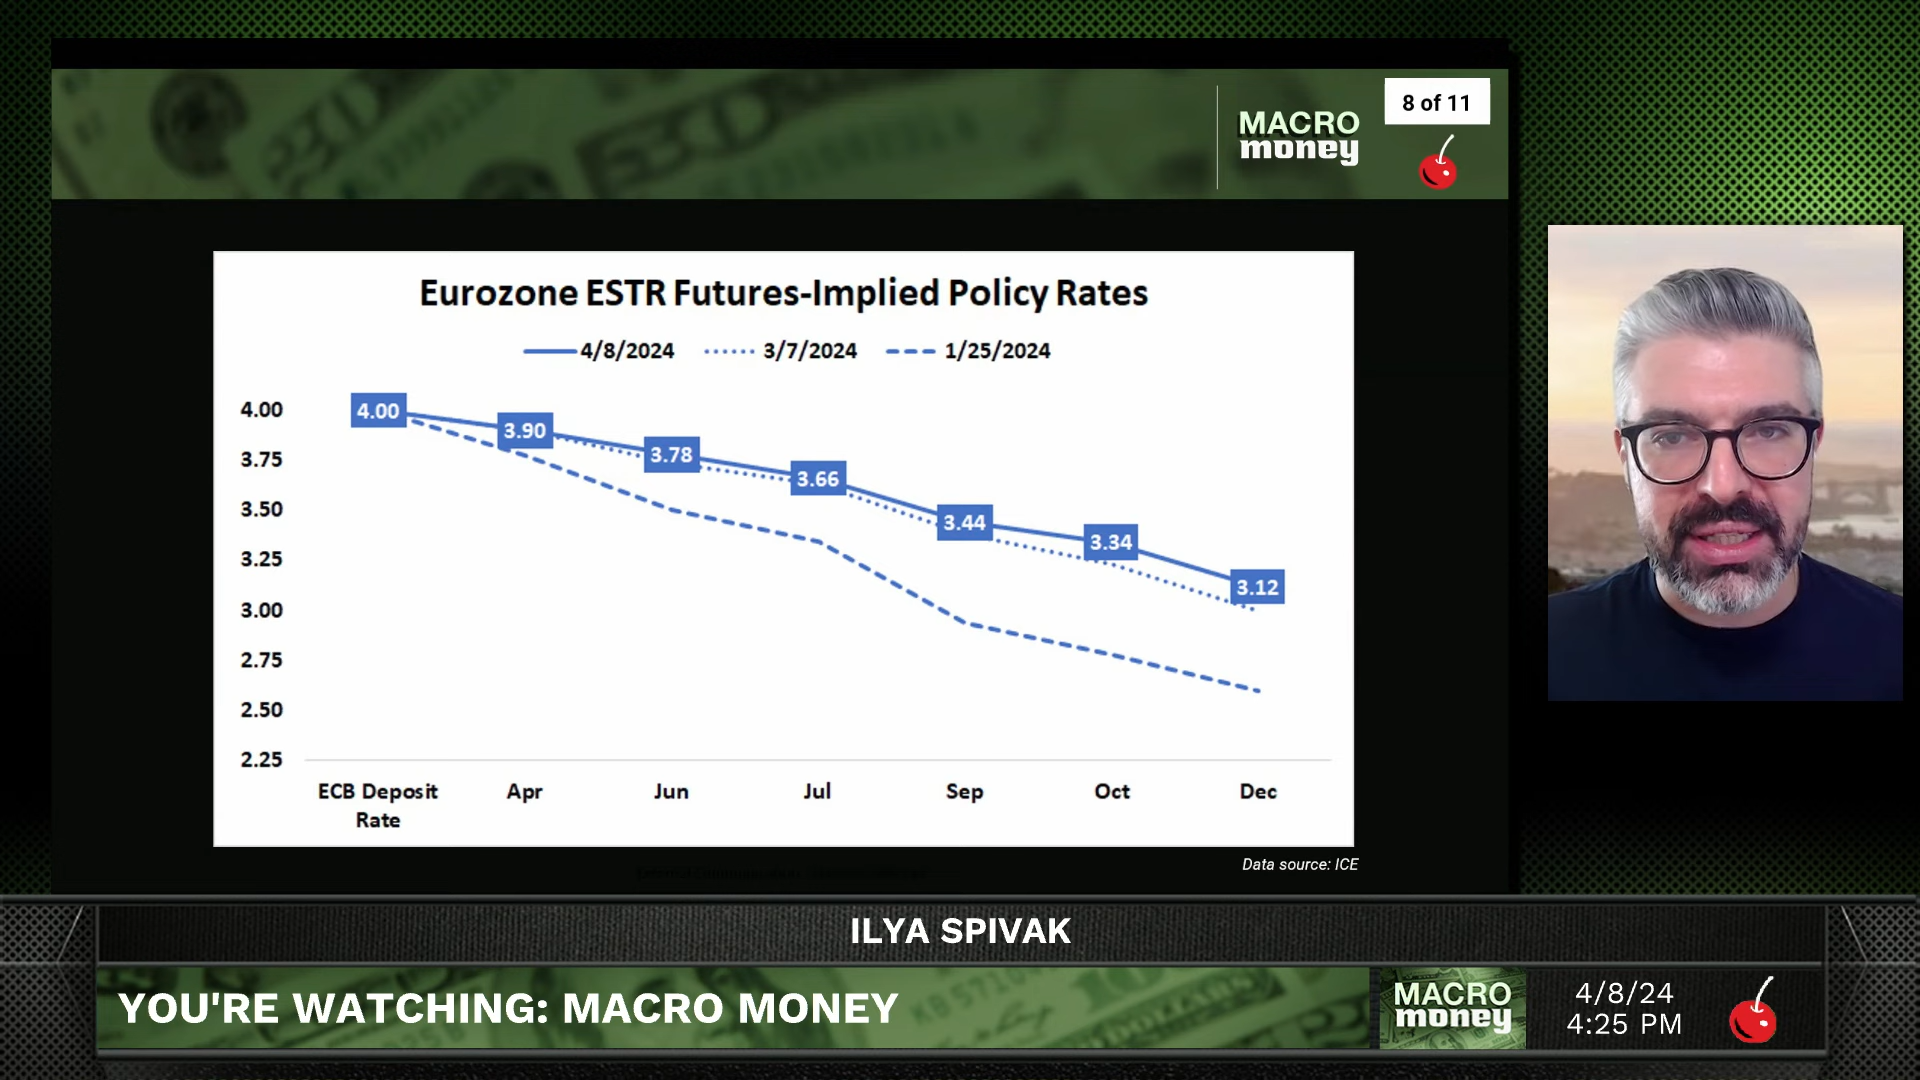 MACRO
money
8 of 11
Eurozone ESTR Futures-Implied Policy Rates
4/8/2024 3/7/2024 1/25/2024
4.00
3.75
3.50
3.25
3.00
2.75
2.50
2.25
4.00
3.90
3.78
3.66
3.44
3.34
3.12
ECB Deposit
Rate
Apr
Jun
Jul
Sep
Oct
Dec
Data source: ICE
ILYA SPIVAK
YOU'RE WATCHING: MACRO MONEY
MACRO
money
4/8/24
4:25 PM